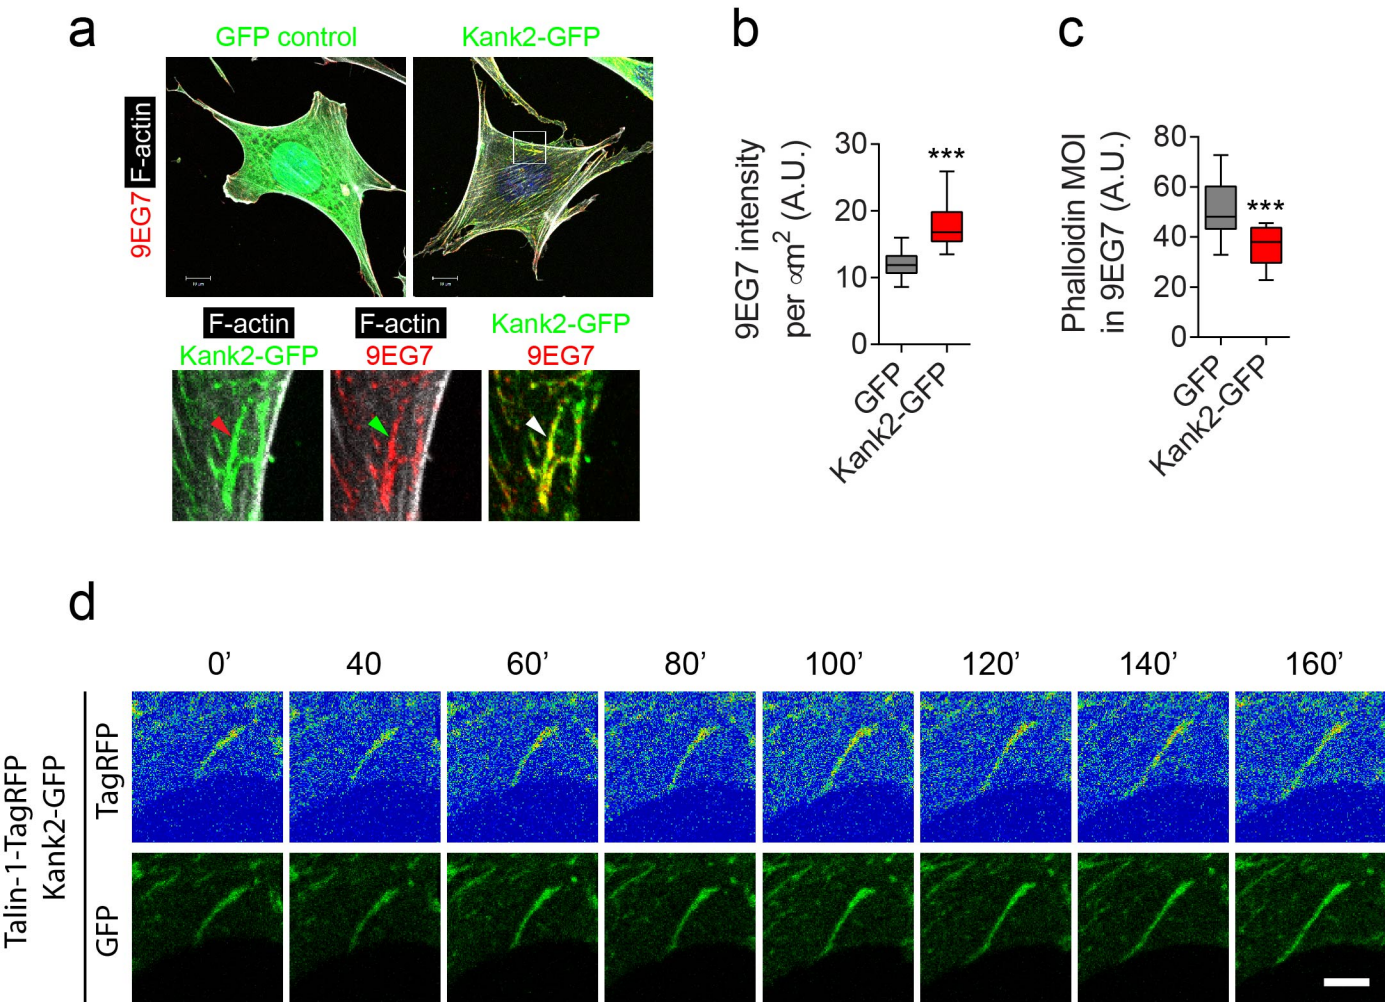 a
GFP control
Kank2-GFP
9EG7 F-actin
F-actin
Kank2-GFP
F-actin
9EG7
Kank2-GFP
9EG7
b
9EG7 intensity
per ∝m² (A.U.)
30
20
10
0
***
GFP
Kank2-GFP
c
Phalloidin MOI
in 9EG7 (A.U.)
80
60
40
20
0
***
GFP
Kank2-GFP
d
0’ 40 60’ 80’ 100’ 120’ 140’ 160’
Talin-1-TagRFP
Kank2-GFP
TagRFP
GFP